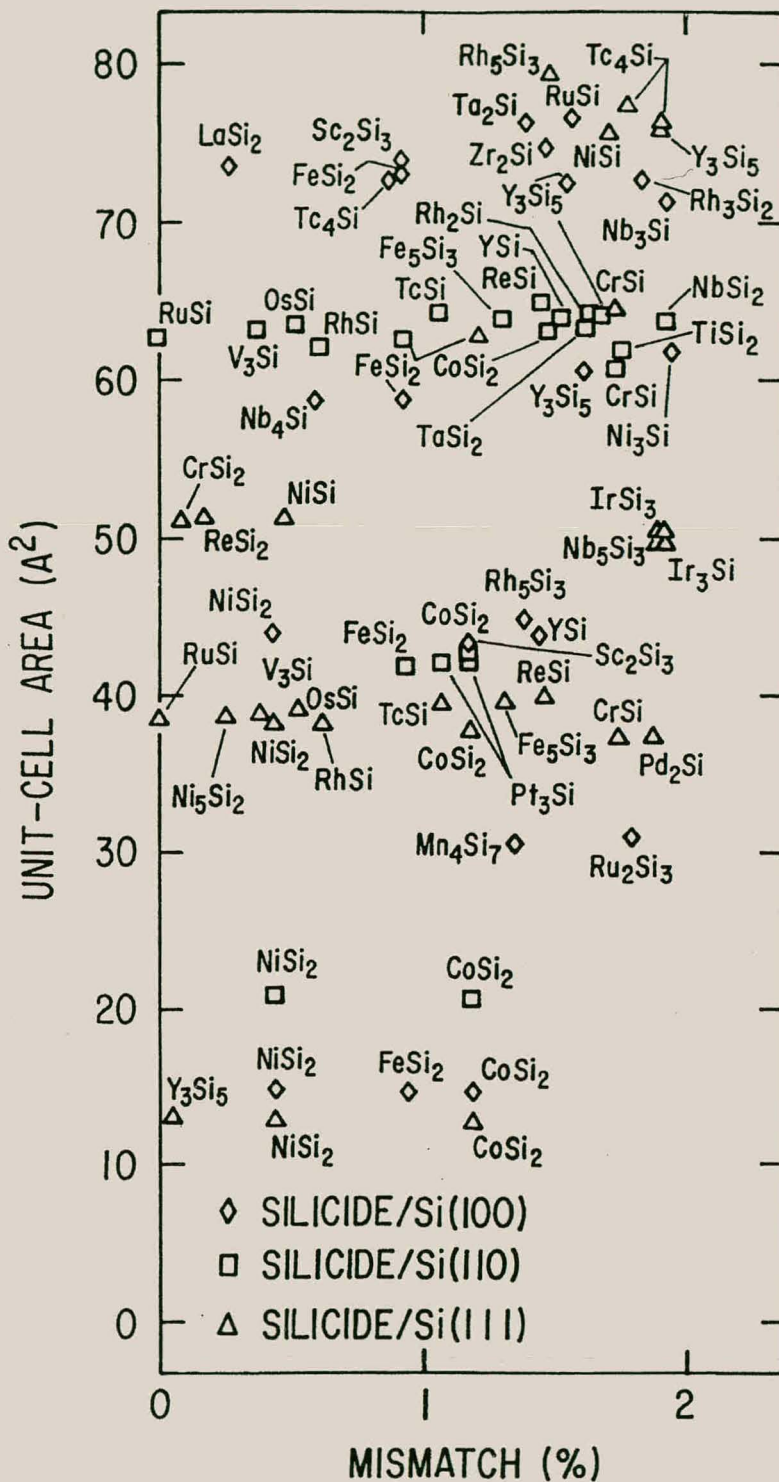 80
70
60
50
40
30
20
10
0
UNIT-CELL AREA (A²)
Rh₅Si₃
Tc₄Si
Ta₂Si
RuSi
LaSi₂
Sc₂Si₃
FeSi₂
Tc₄Si
Zr₂Si
NiSi
Y₃Si₅
Y₃Si₅
Rh₃Si₂
Nb₃Si
Rh₂Si
Fe₅Si₃
YSi
RuSi
OsSi
TcSi
ReSi
CrSi
NbSi₂
V₃Si
RhSi
FeSi₂
CoSi₂
TiSi₂
Nb₄Si
TaSi₂
Y₃Si₅
CrSi
Ni₃Si
CrSi₂
ReSi₂
NiSi
IrSi₃
Nb₅Si₃
Ir₃Si
Rh₅Si₃
NiSi₂
CoSi₂
YSi
RuSi
V₃Si
FeSi₂
Sc₂Si₃
OsSi
TcSi
ReSi
CrSi
Ni₅Si₂
NiSi₂
RhSi
CoSi₂
Fe₅Si₃
Pd₂Si
Pt₃Si
Mn₄Si₇
Ru₂Si₃
NiSi₂
CoSi₂
Y₃Si₅
NiSi₂
FeSi₂
CoSi₂
NiSi₂
CoSi₂
SILICIDE/Si(100)
SILICIDE/Si(110)
SILICIDE/Si(111)
0 1 2
MISMATCH (%)